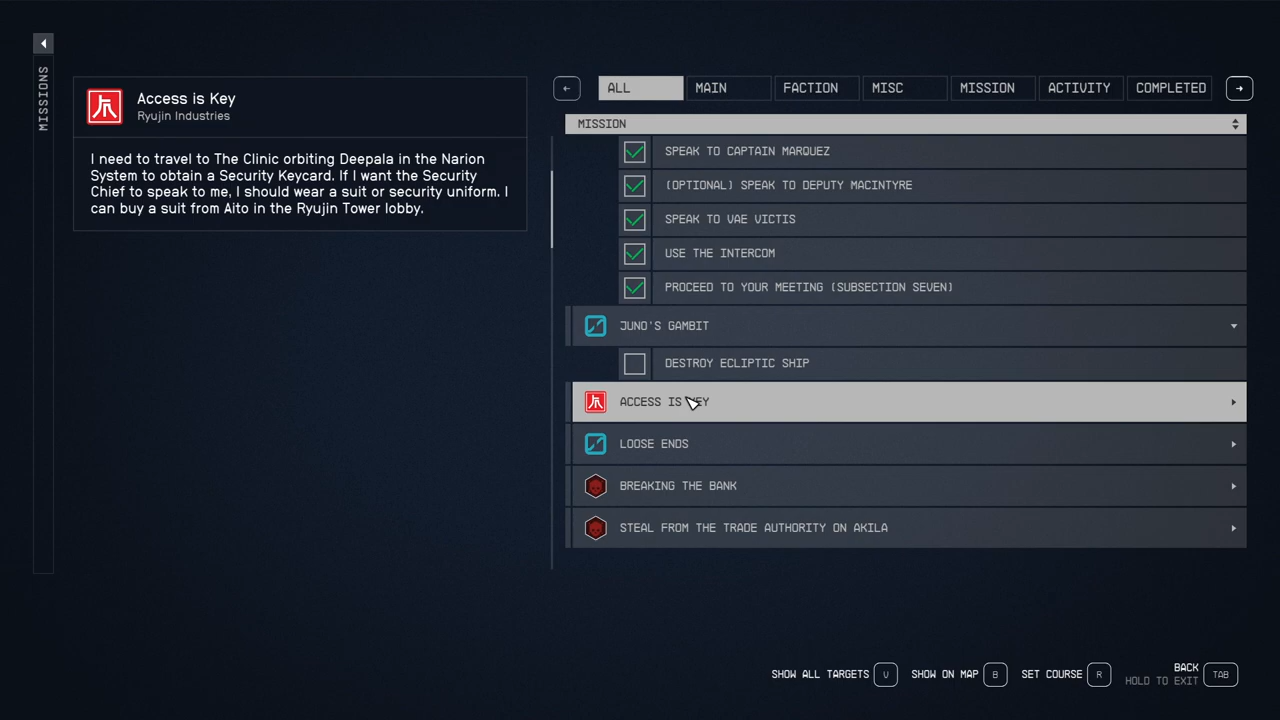 MISSIONS
Access is Key
Ryujin Industries
I need to travel to The Clinic orbiting Deepala in the Narion
System to obtain a Security Keycard. If I want the Security
Chief to speak to me, I should wear a suit or security uniform. I
can buy a suit from Aito in the Ryujin Tower lobby.
ALL
MAIN
FACTION
MISC
MISSION
ACTIVITY
COMPLETED
MISSION
SPEAK TO CAPTAIN MARQUEZ
(OPTIONAL) SPEAK TO DEPUTY MACINTYRE
SPEAK TO VAE VICTIS
USE THE INTERCOM
PROCEED TO YOUR MEETING (SUBSECTION SEVEN)
JUNO'S GAMBIT
DESTROY ECLIPTIC SHIP
ACCESS IS KEY
LOOSE ENDS
BREAKING THE BANK
STEAL FROM THE TRADE AUTHORITY ON AKILA
SHOW ALL TARGETS V
SHOW ON MAP B
SET COURSE R
BACK
HOLD TO EXIT
TAB